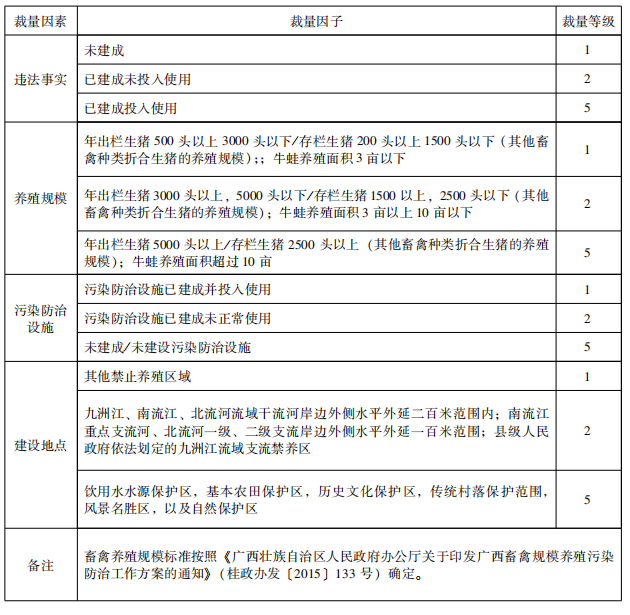 裁量因素 裁量因子 裁量等级
违法事实
未建成 1
已建成未投入使用 2
已建成投入使用 5
养殖规模
年出栏生猪 500 头以上 3000 头以下/存栏生猪 200 头以上 1500 头以下 (其他畜
禽种类折合生猪的养殖规模);; 牛蛙养殖面积 3 亩以下
1
年出栏生猪 3000 头以上, 5000 头以下/存栏生猪 1500 以上, 2500 头以下 (其他
畜禽种类折合生猪的养殖规模); 牛蛙养殖面积 3 亩以上 10 亩以下
2
年出栏生猪 5000 头以上/存栏生猪 2500 头以上 (其他畜禽种类折合生猪的养殖
规模); 牛蛙养殖面积超过 10 亩
5
污染防治
设施
污染防治设施已建成并投入使用 1
污染防治设施已建成未正常使用 2
未建成/未建设污染防治设施 5
建设地点
其他禁止养殖区域 1
九洲江、南流江、北流河流域干流河岸边外侧水平外延二百米范围内; 南流江
重点支流河、北流河一级、二级支流岸边外侧水平外延一百米范围; 县级人民
政府依法划定的九洲江流域支流禁养区
2
饮用水水源保护区, 基本农田保护区, 历史文化保护区, 传统村落保护范围,
风景名胜区, 以及自然保护区
5
备注
畜禽养殖规模标准按照《广西壮族自治区人民政府办公厅关于印发广西畜禽规模养殖污染
防治工作方案的通知》(桂政办发〔2015〕133 号) 确定。